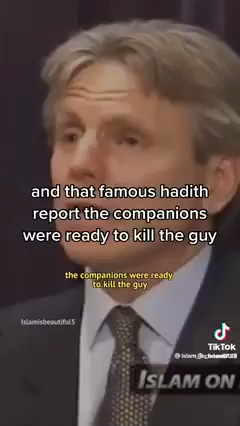 and that famous hadith
report the companions
were ready to kill the guy
the companions were ready
to kill the guy
Islamisbeautiful5
TikTok
ISLAM ON